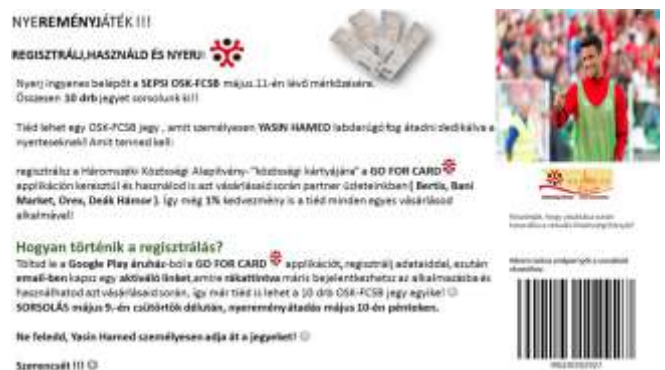 NYEREMÉNYJÁTÉK !!!
REGISZTRÁLJ,HASZNÁLD ÉS NYERJ!
Nyerj ingyenes belépőt a SEPSI OSK-FCSB május 11-én lévő mérkőzésére.
Összesen 10 drb jegyet sorsolunk ki!!
Tiéd lehet egy OSK-FCSB jegy , amit személyesen YASIN HAMED labdarúgó fog átadni dedikálva a
nyerteseknek! Amit tenned kell:
regisztrálsz a Háromszéki Közösségi Alapítvány- "közösségi kártyájára" a GO FOR CARD
applikáción keresztül és használod is azt vásárlásaid során partner üzleteinkben( Bertis, Bani
Market, Orex, Deák Hámor ). Így még 1% kedvezmény is a tiéd minden egyes vásárlásod
alkalmával!
Hogyan történik a regisztrálás?
Töltsd le a Google Play áruház-ból a GO FOR CARD applikációt, regisztrálj adataiddal, ezután
email-ben kapsz egy aktiváló linket,amire rákattintva máris bejelentkezhetsz az alkalmazásba és
használhatod azt vásárlásaid során, így már tiéd is lehet a 10 drb OSK-FCSB jegy egyike! ☺
SORSOLÁS május 9.-én csütörtök délután, nyereményátadás május 10-én pénteken.
Ne feledd, Yasin Hamed személyesen adja át a jegyeket! ☺
Szerencsét !!! ☺